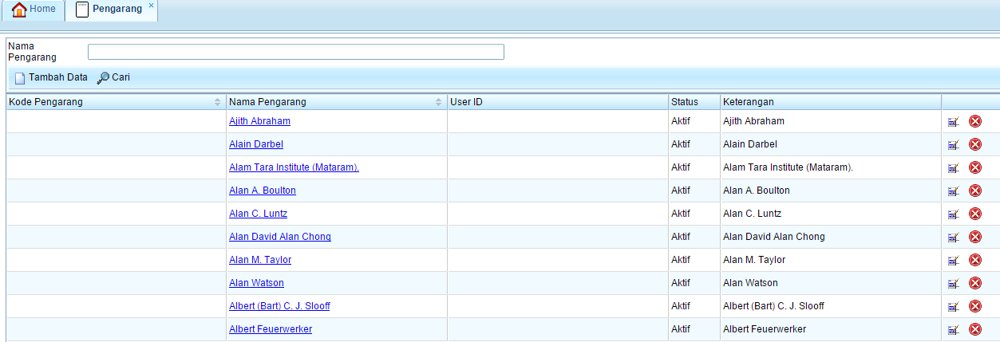 Home Pengarang
Nama
Pengarang
Tambah Data Cari
Kode Pengarang Nama Pengarang User ID Status Keterangan
Ajith Abraham Aktif Ajith Abraham
Alain Darbel Aktif Alain Darbel
Alam Tara Institute (Mataram). Aktif Alam Tara Institute (Mataram).
Alan A. Boulton Aktif Alan A. Boulton
Alan C. Luntz Aktif Alan C. Luntz
Alan David Alan Chong Aktif Alan David Alan Chong
Alan M. Taylor Aktif Alan M. Taylor
Alan Watson Aktif Alan Watson
Albert (Bart) C. J. Slooff Aktif Albert (Bart) C. J. Slooff
Albert Feuerwerker Aktif Albert Feuerwerker